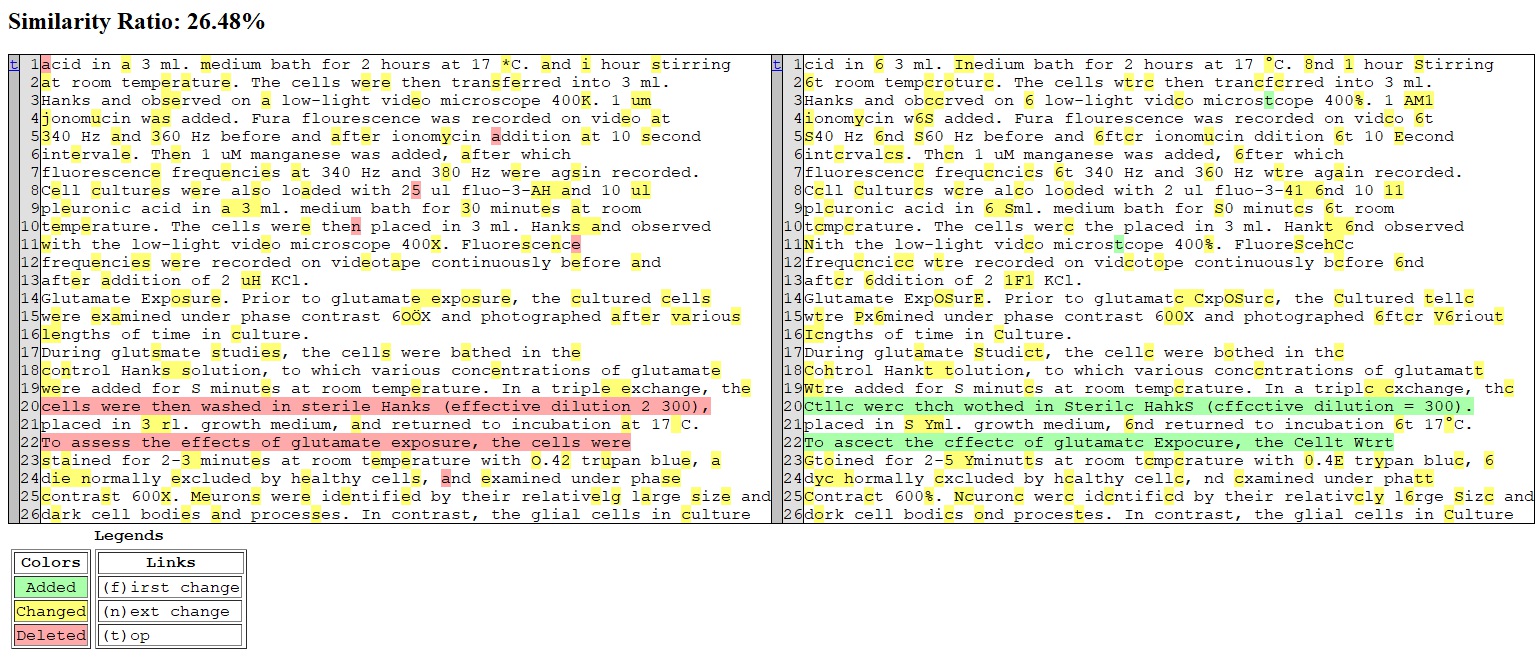 Similarity Ratio: 26.48%
t 1 acid in a 3 ml. medium bath for 2 hours at 17 *C. and i hour stirring
2 at room temperature. The cells were then transferred into 3 ml.
3 Hanks and observed on a low-light video microscope 400K. 1 um
4 jonomucin was added. Fura flourescence was recorded on video at
5 340 Hz and 360 Hz before and after ionomycin addition at 10 second
6 intervale. Then 1 uM manganese was added, after which
7 fluorescence frequencies at 340 Hz and 380 Hz were agsin recorded.
8 Cell cultures were also loaded with 25 ul fluo-3-AH and 10 ul
9 pleuronic acid in a 3 ml. medium bath for 30 minutes at room
10 temperature. The cells were then placed in 3 ml. Hanks and observed
11 with the low-light video microscope 400X. Fluorescence
12 frequencies were recorded on videotape continuously before and
13 after addition of 2 uH KCl.
14 Glutamate Exposure. Prior to glutamate exposure, the cultured cells
15 were examined under phase contrast 6OÖX and photographed after various
16 lengths of time in culture.
17 During glutsmate studies, the cells were bathed in the
18 control Hanks solution, to which various concentrations of glutamate
19 were added for S minutes at room temperature. In a triple exchange, the
20 cells were then washed in sterile Hanks (effective dilution 2 300),
21 placed in 3 rl. growth medium, and returned to incubation at 17 C.
22 To assess the effects of glutamate exposure, the cells were
23 stained for 2-3 minutes at room temperature with O.42 trupan blue, a
24 die normally excluded by healthy cells, and examined under phase
25 contrast 600X. Meurons were identified by their relativelg large size and
26 dark cell bodies and processes. In contrast, the glial cells in culture
t 1 cid in 6 3 ml. Inedium bath for 2 hours at 17 °C. 8nd 1 hour Stirring
2 6t room tempcroturc. The cells wtrc then trancfcrred into 3 ml.
3 Hanks and obccrved on 6 low-light vidco microstcope 400%. 1 AM1
4 ionomycin w6S added. Fura flourescence was recorded on vidco 6t
5 S40 Hz 6nd S60 Hz before and 6ftcr ionomucin ddition 6t 10 Eecond
6 intcrvalcs. Thcn 1 uM manganese was added, 6fter which
7 fluorescencc frequcncics 6t 340 Hz and 360 Hz wtre again recorded.
8 Ccll Culturcs wcre alco looded with 2 ul fluo-3-41 6nd 10 11
9 plcuronic acid in 6 Sml. medium bath for S0 minutcs 6t room
10 tcmpcrature. The cells werc the placed in 3 ml. Hankt 6nd observed
11 Nith the low-light vidco microstcope 400%. FluoreScehCc
12 frequcncicc wtre recorded on vidcotope continuously bcfore 6nd
13 aftcr 6ddition of 2 1F1 KCl.
14 Glutamate ExpOSurE. Prior to glutamatc CxpOSurc, the Cultured tellc
15 wtre Px6mined under phase contrast 600X and photographed 6ftcr V6riout
16 Icngths of time in Culture.
17 During glutamate Studict, the cellc were bothed in thc
18 Cohtrol Hankt tolution, to which various conccntrations of glutamatt
19 Wtre added for S minutcs at room tempcrature. In a triplc cxchange, thc
20 Ctllc werc thch wothed in Sterilc HahkS (cffcctive dilution = 300).
21 placed in S Yml. growth medium, 6nd returned to incubation 6t 17°C.
22 To ascect the cffectc of glutamatc Expocure, the Cellt Wtrt
23 Gtoined for 2-5 Yminutts at room tcmpcrature with 0.4E trypan bluc, 6
24 dyc hormally cxcluded by hcalthy cellc, nd cxamined under phatt
25 Contract 600%. Ncuronc werc idcntificd by their relativcly l6rge Sizc and
26 dork cell bodics ond procestes. In contrast, the glial cells in Culture
Legends
Colors
Added
Changed
Deleted
Links
(f)irst change
(n)ext change
(t)op